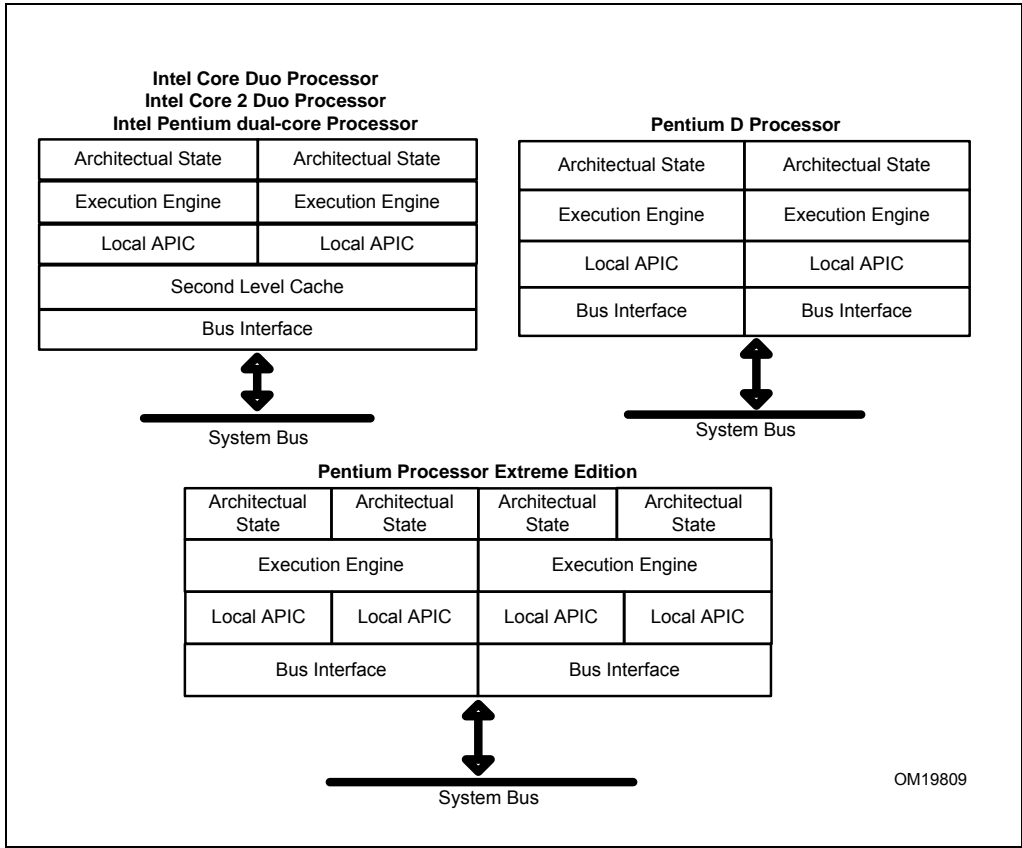 Intel Core Duo Processor
Intel Core 2 Duo Processor
Intel Pentium dual-core Processor
Architectual State Architectual State
Execution Engine Execution Engine
Local APIC Local APIC
Second Level Cache
Bus Interface
System Bus
Pentium D Processor
Architectual State Architectual State
Execution Engine Execution Engine
Local APIC Local APIC
Bus Interface Bus Interface
System Bus
Pentium Processor Extreme Edition
Architectual Architectual Architectual Architectual
State State State State
Execution Engine Execution Engine
Local APIC Local APIC Local APIC Local APIC
Bus Interface Bus Interface
System Bus
OM19809